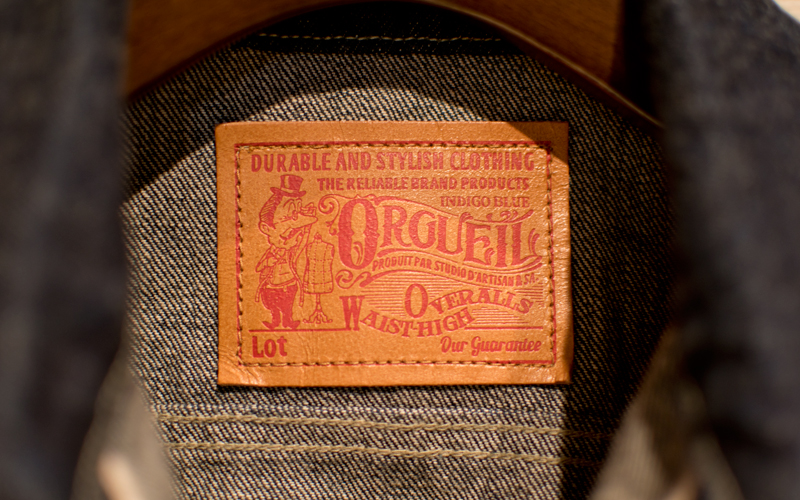 DURABLE AND STYLISH CLOTHING
THE RELIABLE BRAND PRODUCTS
INDIGO BLUE
ORGUEIL
PRODUIT PAR STUDIO D'ARTISAN & S.A.
OVERALLS
WAIST-HIGH
Lot
Our Guarantee